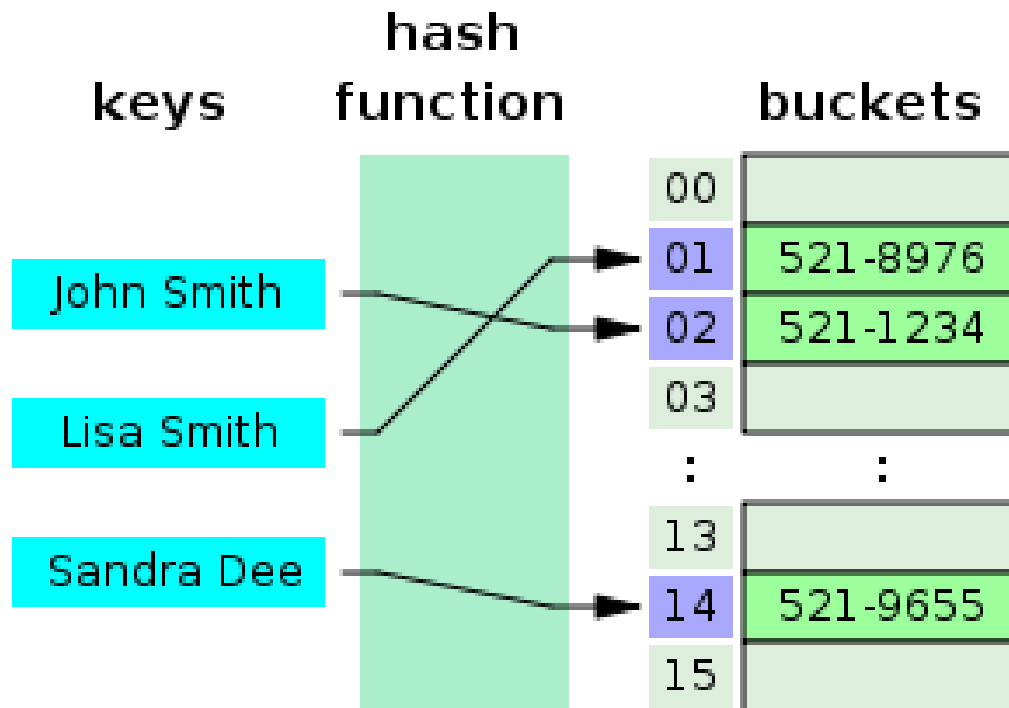 hash
keys function buckets
00
01 521-8976
John Smith
02 521-1234
03
Lisa Smith
: :
13
Sandra Dee
14 521-9655
15